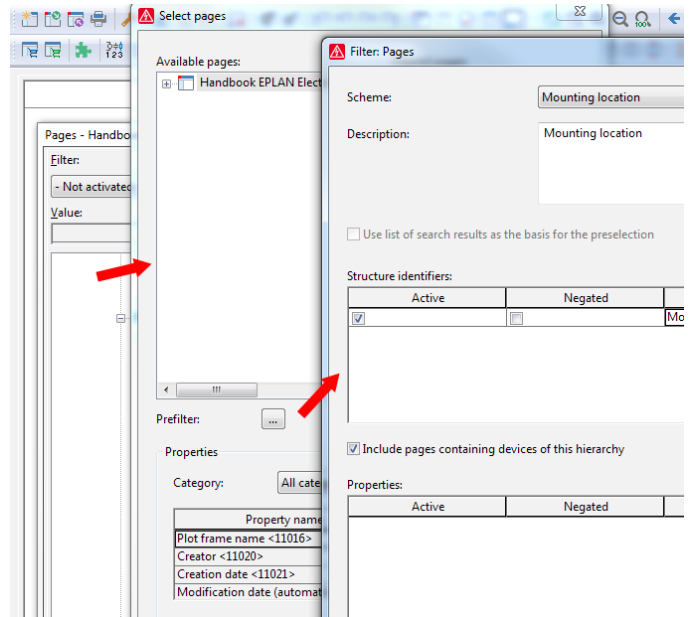 Select pages
100%
Available pages:
Handbook EPLAN Elect
Filter: Pages
123
Scheme:
Mounting location
Description:
Mounting location
Pages - Handbo
Filter:
- Not activated
Value:
Use list of search results as the basis for the preselection
Structure identifiers:
Active
Negated
Mo
Prefilter:
...
Include pages containing devices of this hierarchy
Properties
Category:
All cate
Properties:
Active
Negated
Property name
Plot frame name <11016>
Creator <11020>
Creation date <11021>
Modification date (automat